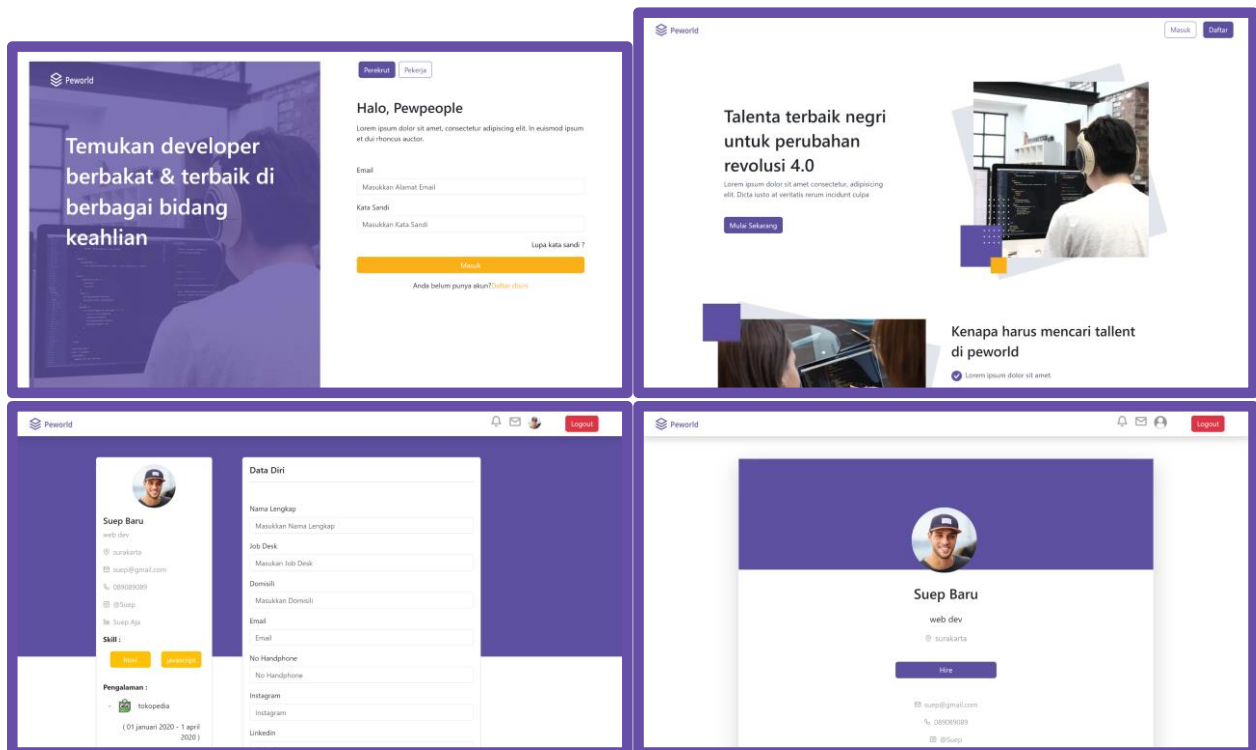 Peworld
Temukan developer
berbakat & terbaik di
berbagai bidang
keahlian
Perekrut
Pekerja
Halo, Pewpeople
Lorem ipsum dolor sit amet, consectetur adipiscing elit. In euismod ipsum
et dui rhoncus auctor.
Email
Masukkan Alamat Email
Kata Sandi
Masukkan Kata Sandi
Lupa kata sandi ?
Masuk
Anda belum punya akun?Daftar disini
Peworld
Masuk
Daftar
Talenta terbaik negri
untuk perubahan
revolusi 4.0
Lorem ipsum dolor sit amet consectetur, adipisicing
elit. Dicta iusto at veritatis rerum incidunt culpa
Mulai Sekarang
Kenapa harus mencari tallent
di peworld
Lorem ipsum dolor sit amet
Peworld
Logout
Suep Baru
web dev
surakarta
suep@gmail.com
089089089
@Suep
Suep Aja
Skill :
html
javascript
Pengalaman :
- tokopedia
( 01 januari 2020 - 1 april
2020 )
Data Diri
Nama Lengkap
Masukkan Nama Lengkap
Job Desk
Masukan Job Desk
Domisili
Masukkan Domisili
Email
Email
No Handphone
No Handphone
Instagram
Instagram
Linkedin
Peworld
Logout
Suep Baru
web dev
surakarta
Hire
suep@gmail.com
089089089
@Suep